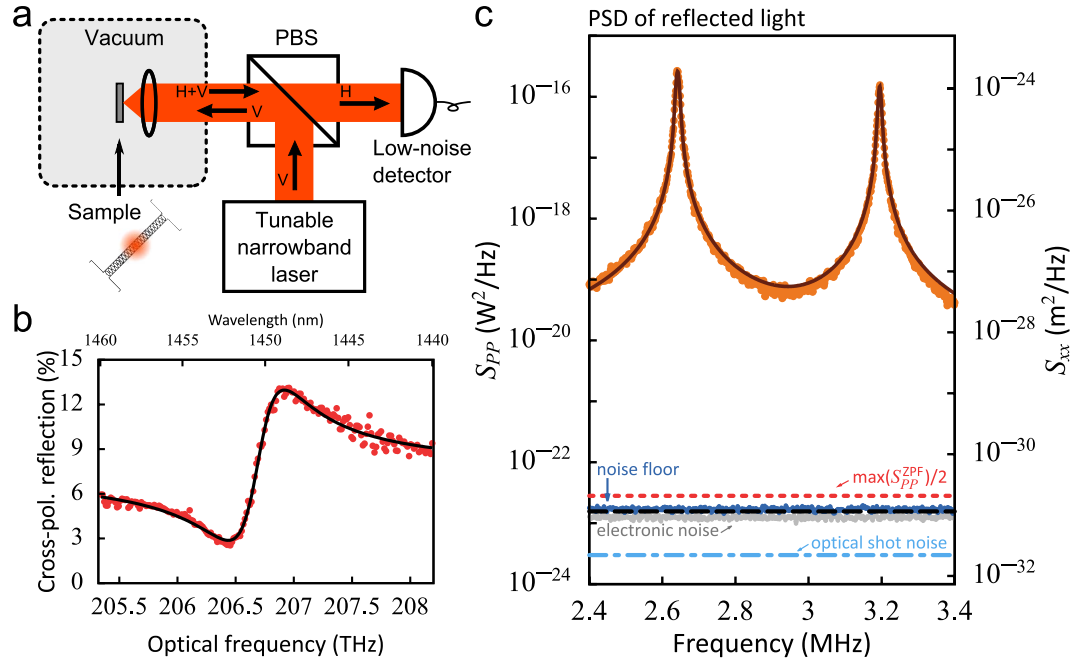 a
Vacuum
PBS
H+V
V
H
V
Low-noise
detector
Sample
Tunable
narrowband
laser
b
Wavelength (nm)
1460 1455 1450 1445 1440
Cross-pol. reflection (%)
15
12
9
6
3
0
205.5 206 206.5 207 207.5 208
Optical frequency (THz)
c
PSD of reflected light
S_PP (W²/Hz)
10⁻¹⁶
10⁻¹⁸
10⁻²⁰
10⁻²²
10⁻²⁴
S_xx (m²/Hz)
10⁻²⁴
10⁻²⁶
10⁻²⁸
10⁻³⁰
10⁻³²
noise floor
max(S_PP^ZPF)/2
electronic noise
optical shot noise
2.4 2.6 2.8 3 3.2 3.4
Frequency (MHz)